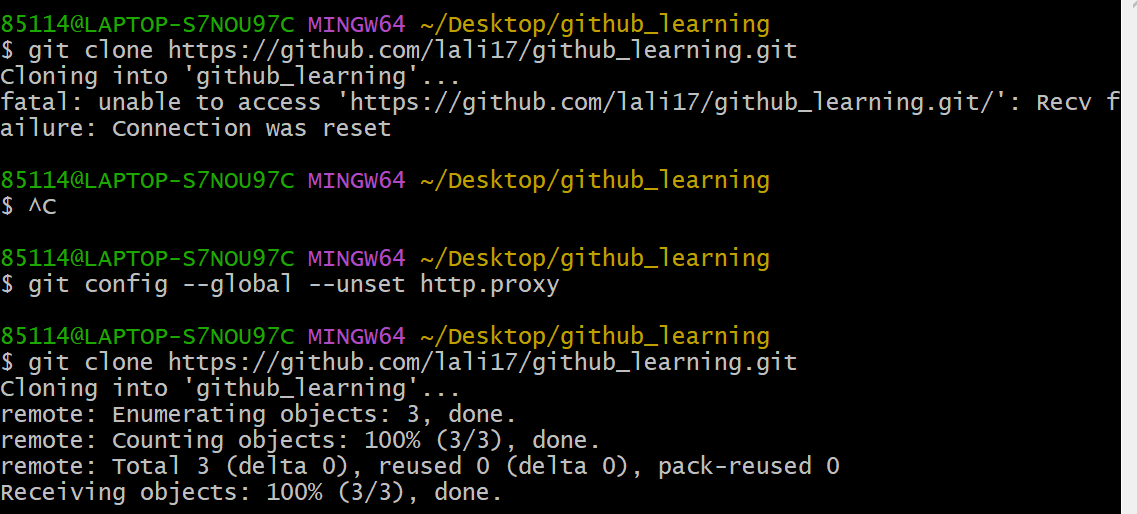 85114@LAPTOP-S7NOU97C MINGW64 ~/Desktop/github_learning
$ git clone https://github.com/lali17/github_learning.git
Cloning into 'github_learning'...
fatal: unable to access 'https://github.com/lali17/github_learning.git/': Recv f
ailure: Connection was reset
85114@LAPTOP-S7NOU97C MINGW64 ~/Desktop/github_learning
$ ^C
85114@LAPTOP-S7NOU97C MINGW64 ~/Desktop/github_learning
$ git config --global --unset http.proxy
85114@LAPTOP-S7NOU97C MINGW64 ~/Desktop/github_learning
$ git clone https://github.com/lali17/github_learning.git
Cloning into 'github_learning'...
remote: Enumerating objects: 3, done.
remote: Counting objects: 100% (3/3), done.
remote: Total 3 (delta 0), reused 0 (delta 0), pack-reused 0
Receiving objects: 100% (3/3), done.